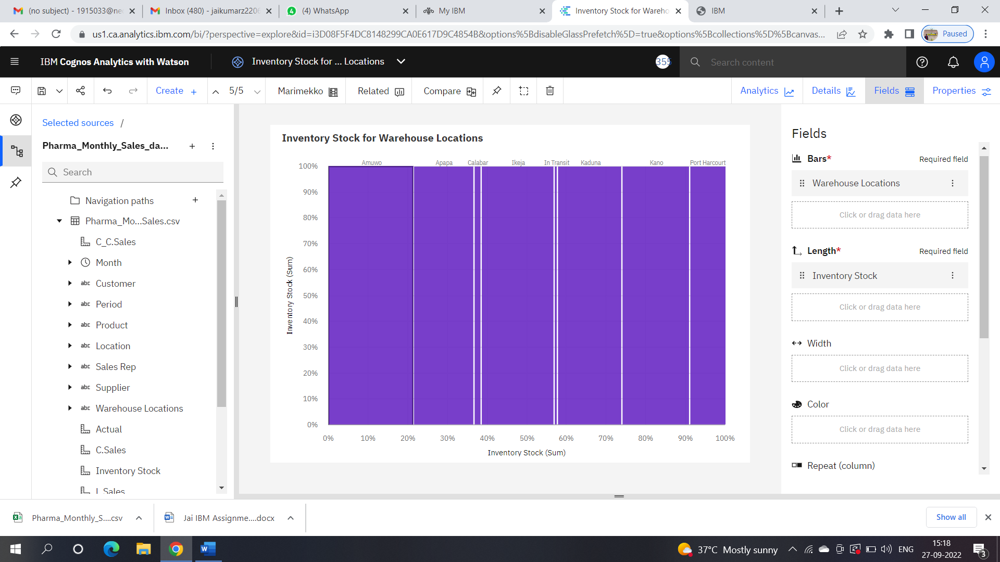 (no subject) - 1915033@ne
Inbox (480) - jaikumarz2206
(4) WhatsApp
My IBM
Inventory Stock for Wareho
IBM
us1.ca.analytics.ibm.com/bi/?perspective=explore&id=i3D08F5F4DC8148299CA0E617D9C4854B&options%5BdisableGlassPrefetch%5D=true&options%5Bcollections%5D%5Bcanvas...
Paused
IBM Cognos Analytics with Watson
Inventory Stock for ... Locations
355
Search content
Create
5/5
Marimekko
Related
Compare
Analytics
Details
Fields
Properties
Selected sources /
Pharma_Monthly_Sales_da...
Search
Navigation paths
Pharma_Mo...Sales.csv
C_C.Sales
Month
abc Customer
abc Period
abc Product
abc Location
abc Sales Rep
abc Supplier
abc Warehouse Locations
Actual
C.Sales
Inventory Stock
L.Sales
Inventory Stock for Warehouse Locations
Amuwo Apapa Calabar Ikeja In Transit Kaduna Kano Port Harcourt
100%
90%
80%
70%
60%
50%
40%
30%
20%
10%
0%
Inventory Stock (Sum)
0% 10% 20% 30% 40% 50% 60% 70% 80% 90% 100%
Inventory Stock (Sum)
Fields
Bars* Required field
Warehouse Locations
Click or drag data here
Length* Required field
Inventory Stock
Click or drag data here
Width
Click or drag data here
Color
Click or drag data here
Repeat (column)
Pharma_Monthly_S....csv
Jai IBM Assignme....docx
Show all
37°C Mostly sunny
ENG
15:18
27-09-2022
3